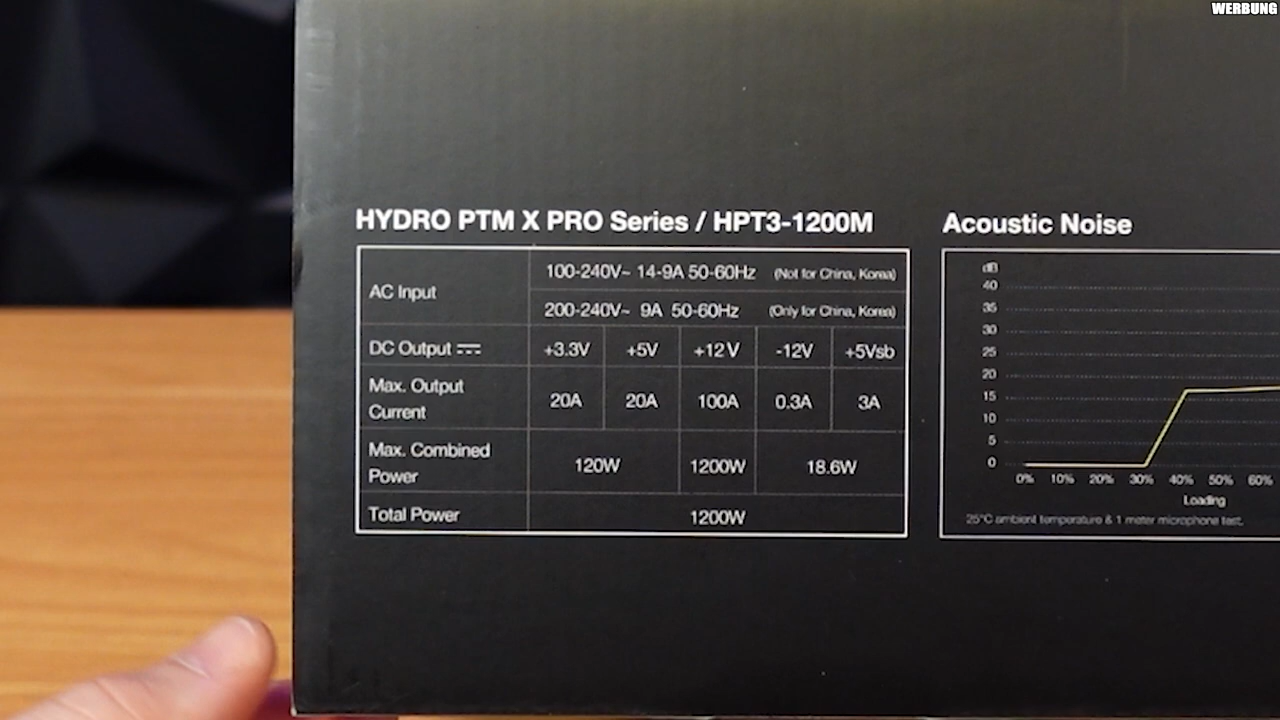 WERBUNG
HYDRO PTM X PRO Series / HPT3-1200M
AC Input
100-240V~ 14-9A 50-60Hz (Not for China, Korea)
200-240V~ 9A 50-60Hz (Only for China, Korea)
DC Output +3.3V +5V +12V -12V +5Vsb
Max. Output
Current
20A 20A 100A 0.3A 3A
Max. Combined
Power
120W 1200W 18.6W
Total Power 1200W
Acoustic Noise
dB
40
35
30
25
20
15
10
5
0
0% 10% 20% 30% 40% 50% 60%
Loading
25°C ambient temperature & 1 meter microphone test.